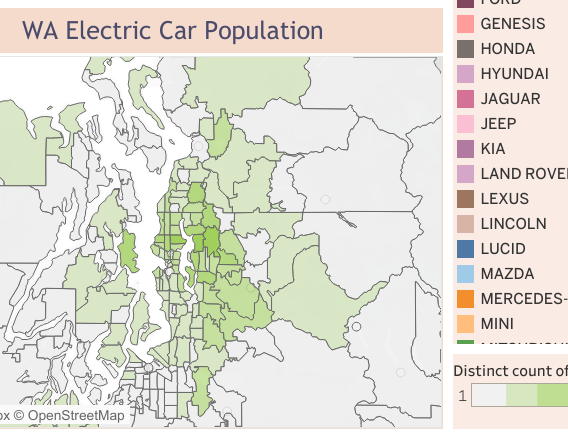 WA Electric Car Population
GENESIS
HONDA
HYUNDAI
JAGUAR
JEEP
KIA
LAND ROVE
LEXUS
LINCOLN
LUCID
MAZDA
MERCEDES-
MINI
Distinct count of
1
© OpenStreetMap